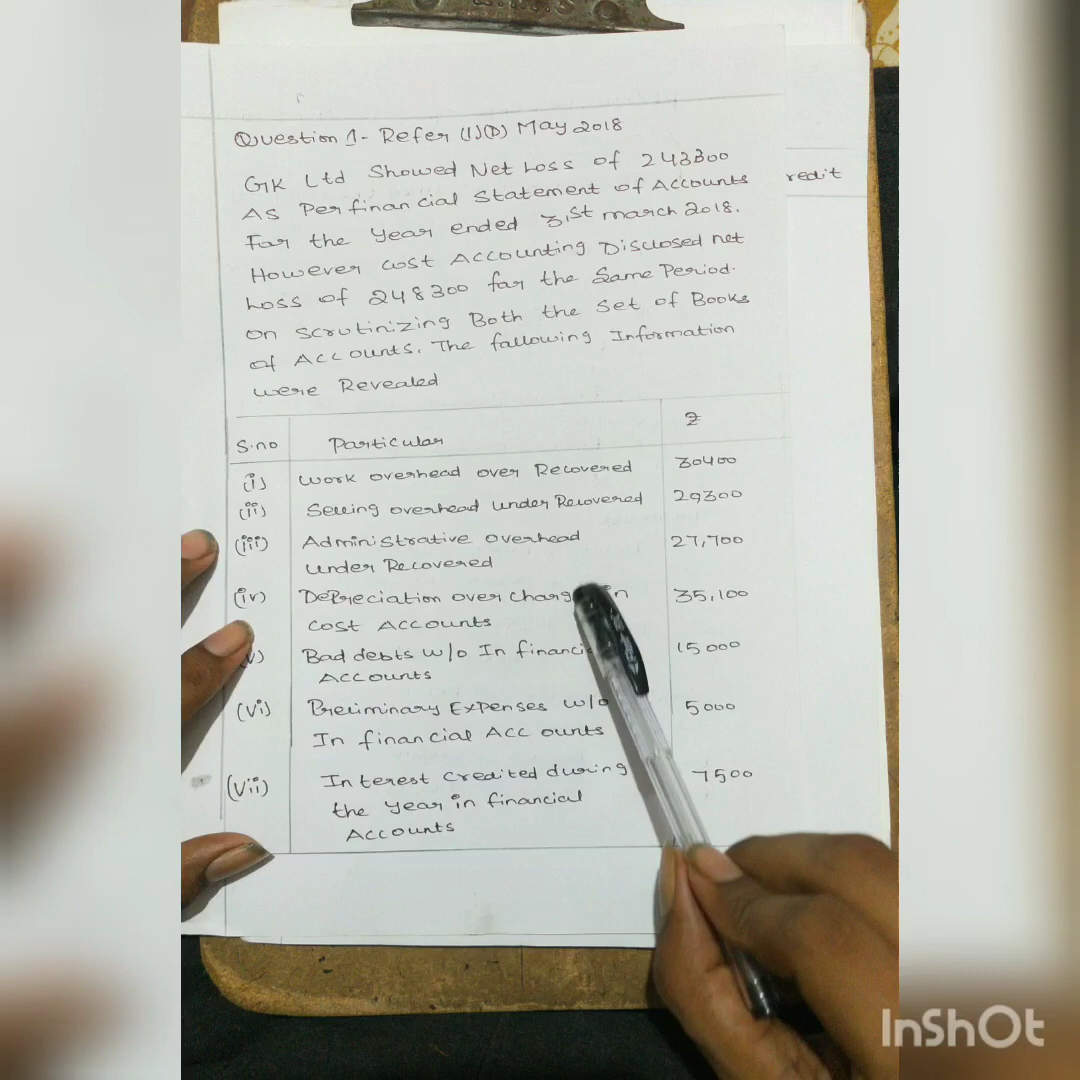 Question 1- Refer (1)(D) May 2018
GK Ltd Showed Net Loss of 243300
As Per financial Statement of Accounts
For the Year ended 31st march 2018.
However cost Accounting Disclosed net
Loss of 248300 for the Same Period.
on Scrutinizing Both the Set of Books
of Accounts. The following Information
were Revealed
redit
S.no Particular ₹
(i) Work overhead over Recovered 30400
(ii) Selling overhead under Recovered 29300
(iii) Administrative overhead 27,700
under Recovered
(iv) Depreciation over in 35,100
Cost Accounts
Bad debts w/o In 15000
Accounts
(vi) Preliminary Expenses w/o 5000
In financial Accounts
(vii) Interest credited during 7500
the year in financial
Accounts
InShOt